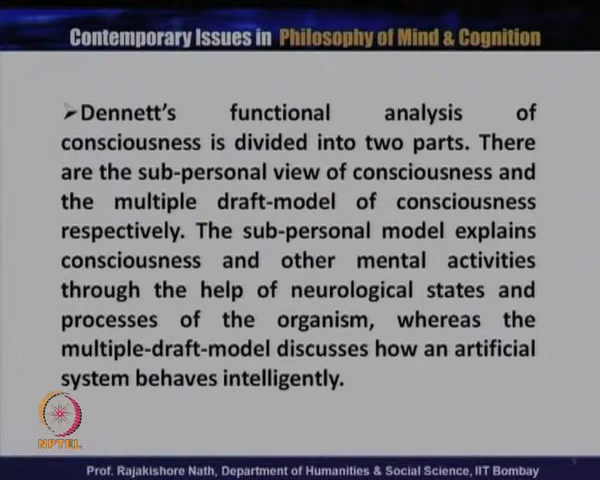 Contemporary Issues in Philosophy of Mind & Cognition
➢Dennett's functional analysis of
consciousness is divided into two parts. There
are the sub-personal view of consciousness and
the multiple draft-model of consciousness
respectively. The sub-personal model explains
consciousness and other mental activities
through the help of neurological states and
processes of the organism, whereas the
multiple-draft-model discusses how an artificial
system behaves intelligently.
NPTEL
Prof. Rajakishore Nath, Department of Humanities & Social Science, IIT Bombay